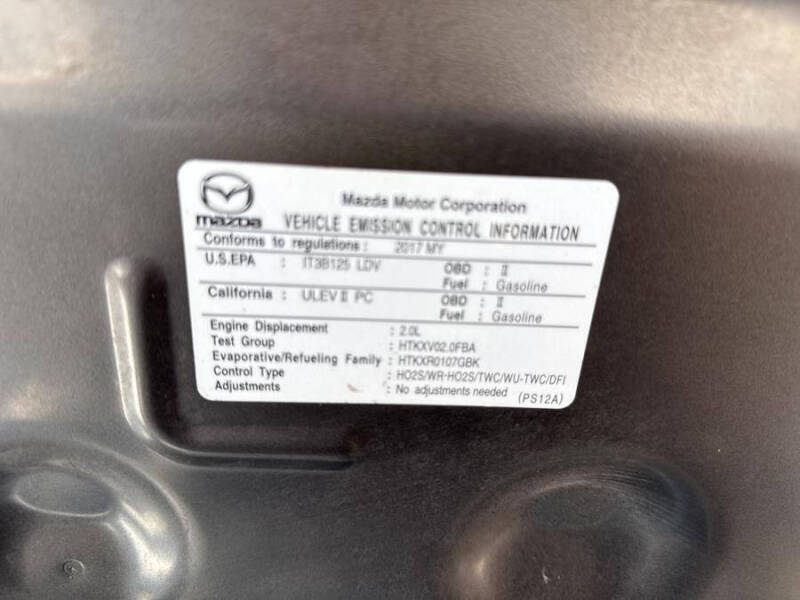 Mazda Motor Corporation
mazda VEHICLE EMISSION CONTROL INFORMATION
Conforms to regulations : 2017 MY
U.S.EPA : IT3B125 LDV OBD : II
Fuel : Gasoline
California : ULEV II PC OBD : II
Fuel : Gasoline
Engine Displacement : 2.0L
Test Group : HTKXV02.0FBA
Evaporative/Refueling Family : HTKXR0107GBK
Control Type : HO2S/WR-HO2S/TWC/WU-TWC/DFI
Adjustments : No adjustments needed (PS12A)